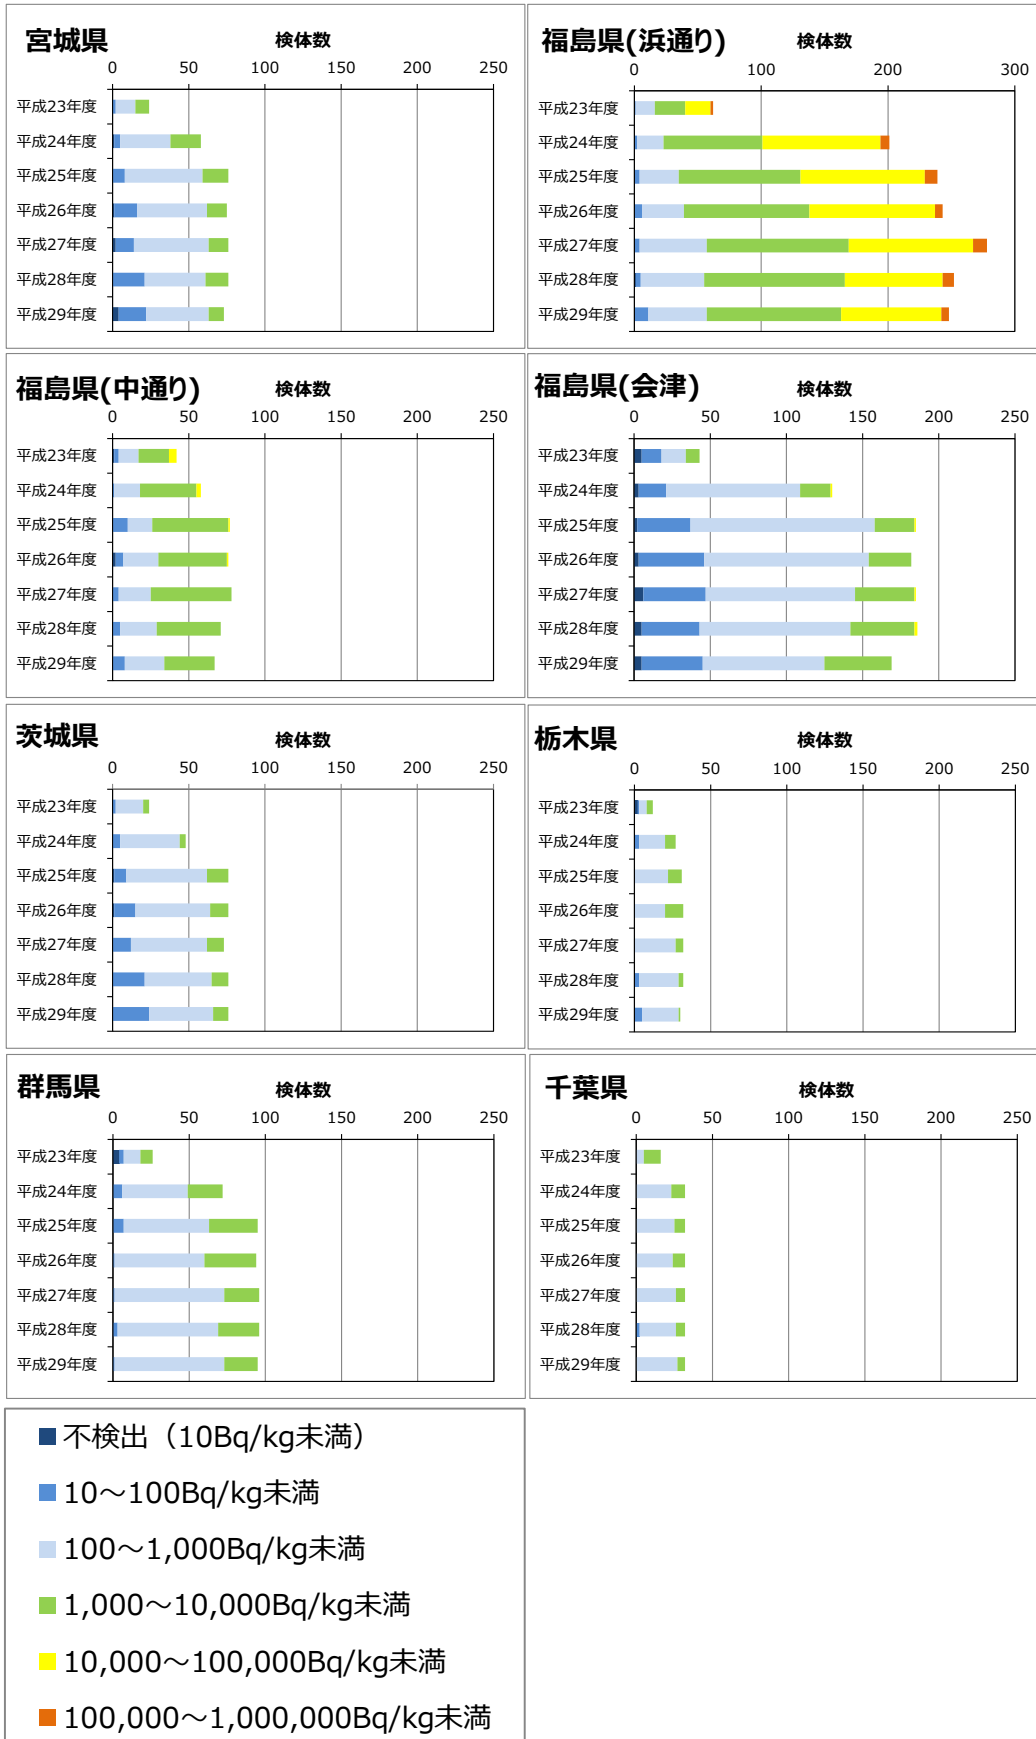 宮城県
検体数
0 50 100 150 200 250
平成23年度
平成24年度
平成25年度
平成26年度
平成27年度
平成28年度
平成29年度
福島県(浜通り)
検体数
0 100 200 300
平成23年度
平成24年度
平成25年度
平成26年度
平成27年度
平成28年度
平成29年度
福島県(中通り)
検体数
0 50 100 150 200 250
平成23年度
平成24年度
平成25年度
平成26年度
平成27年度
平成28年度
平成29年度
福島県(会津)
検体数
0 50 100 150 200 250
平成23年度
平成24年度
平成25年度
平成26年度
平成27年度
平成28年度
平成29年度
茨城県
検体数
0 50 100 150 200 250
平成23年度
平成24年度
平成25年度
平成26年度
平成27年度
平成28年度
平成29年度
栃木県
検体数
0 50 100 150 200 250
平成23年度
平成24年度
平成25年度
平成26年度
平成27年度
平成28年度
平成29年度
群馬県
検体数
0 50 100 150 200 250
平成23年度
平成24年度
平成25年度
平成26年度
平成27年度
平成28年度
平成29年度
千葉県
検体数
0 50 100 150 200 250
平成23年度
平成24年度
平成25年度
平成26年度
平成27年度
平成28年度
平成29年度
不検出（10Bq/kg未満）
10～100Bq/kg未満
100～1,000Bq/kg未満
1,000～10,000Bq/kg未満
10,000～100,000Bq/kg未満
100,000～1,000,000Bq/kg未満